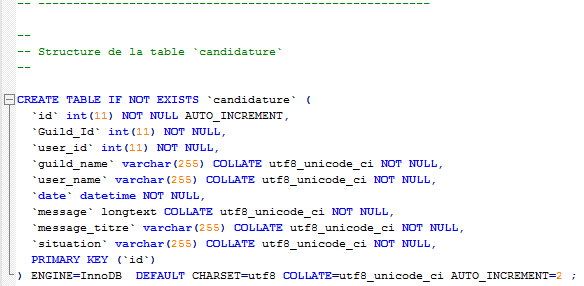 -- --------------------------------------------------------
--
-- Structure de la table `candidature`
--
CREATE TABLE IF NOT EXISTS `candidature` (
`id` int(11) NOT NULL AUTO_INCREMENT,
`Guild_Id` int(11) NOT NULL,
`user_id` int(11) NOT NULL,
`guild_name` varchar(255) COLLATE utf8_unicode_ci NOT NULL,
`user_name` varchar(255) COLLATE utf8_unicode_ci NOT NULL,
`date` datetime NOT NULL,
`message` longtext COLLATE utf8_unicode_ci NOT NULL,
`message_titre` varchar(255) COLLATE utf8_unicode_ci NOT NULL,
`situation` varchar(255) COLLATE utf8_unicode_ci NOT NULL,
PRIMARY KEY (`id`)
) ENGINE=InnoDB  DEFAULT CHARSET=utf8 COLLATE=utf8_unicode_ci AUTO_INCREMENT=2 ;